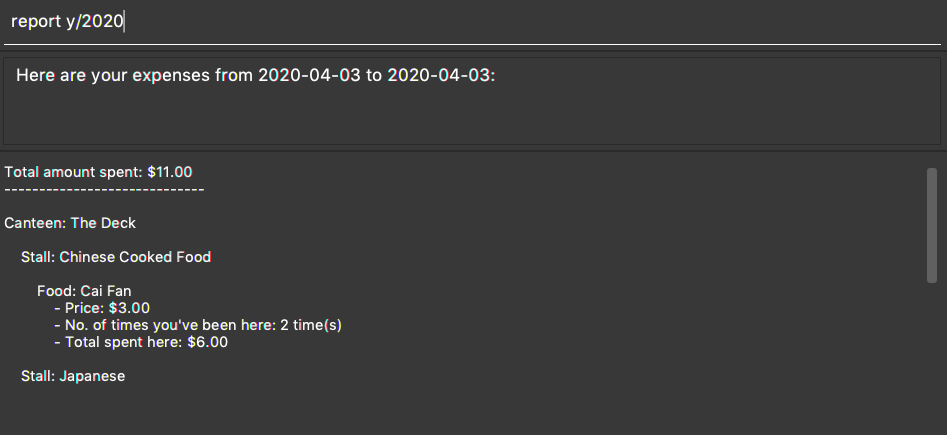 report y/2020
Here are your expenses from 2020-04-03 to 2020-04-03:
Total amount spent: $11.00
-----------------------------
Canteen: The Deck
Stall: Chinese Cooked Food
Food: Cai Fan
- Price: $3.00
- No. of times you've been here: 2 time(s)
- Total spent here: $6.00
Stall: Japanese